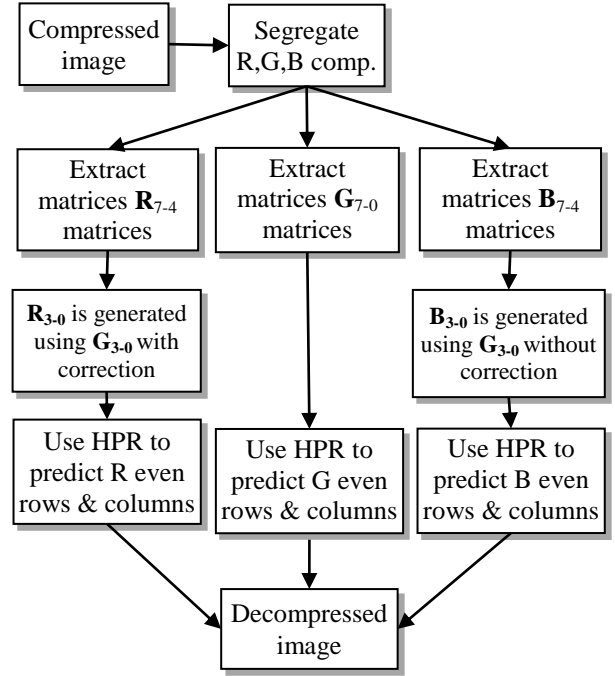 Compressed
image
Segregate
R,G,B comp.
Extract
matrices R7-4
matrices
Extract
matrices G7-0
matrices
Extract
matrices B7-4
matrices
R3-0 is generated
using G3-0 with
correction
B3-0 is generated
using G3-0 without
correction
Use HPR to
predict R even
rows & columns
Use HPR to
predict G even
rows & columns
Use HPR to
predict B even
rows & columns
Decompressed
image